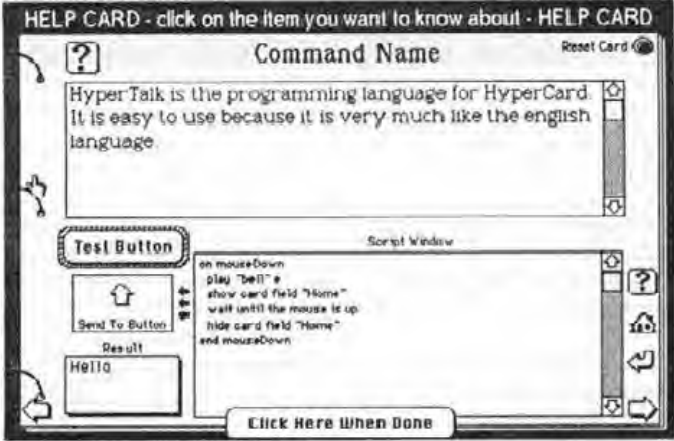 HELP CARD - click on the item you want to know about - HELP CARD
?
Command Name
Reset Card
HyperTalk is the programming language for HyperCard.
It is easy to use because it is very much like the english
language.
Test Button
Script Window
on mouseDown
play "bell" e
show card field "Home"
wait until the mouse is up
hide card field "Home"
end mouseDown
Send To Button
Result
Hello
?
Click Here When Done